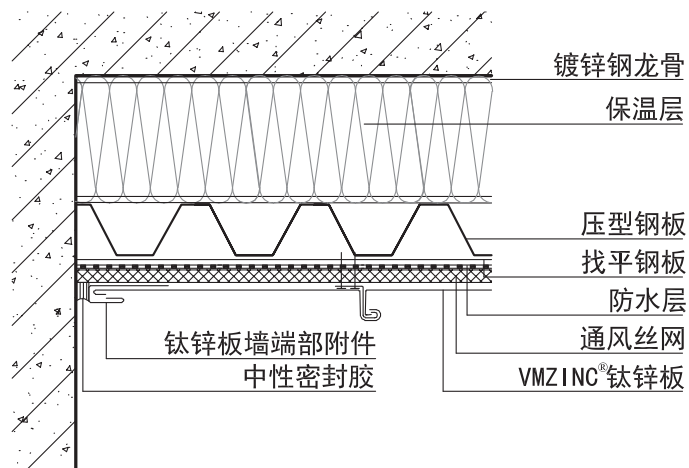 镀锌钢龙骨
保温层
压型钢板
找平钢板
防水层
钛锌板墙端部附件
通风丝网
中性密封胶
VMZINC®钛锌板